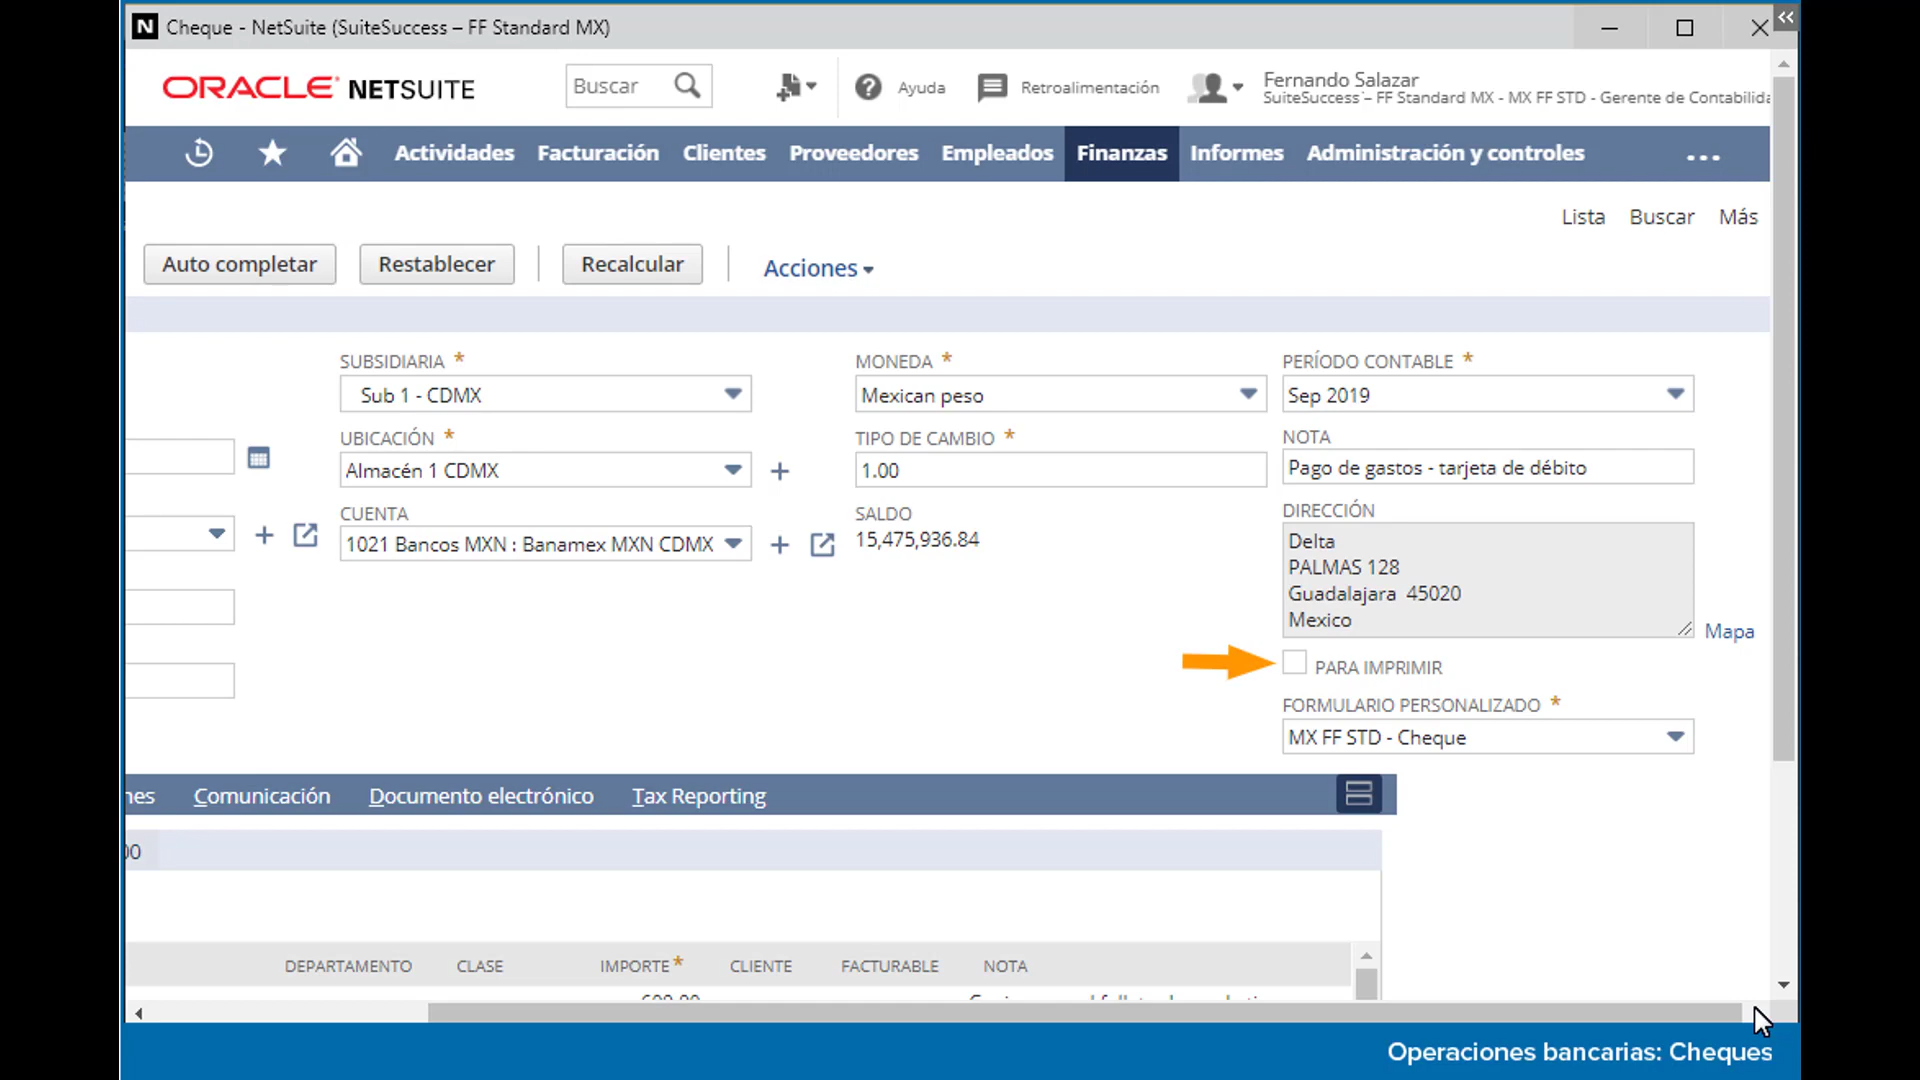 Cheque - NetSuite (SuiteSuccess – FF Standard MX)
ORACLE NETSUITE
Buscar
Ayuda
Retroalimentación
Fernando Salazar
SuiteSuccess – FF Standard MX - MX FF STD - Gerente de Contabilida
Actividades Facturación Clientes Proveedores Empleados Finanzas Informes Administración y controles
Lista Buscar Más
Auto completar Restablecer Recalcular Acciones
SUBSIDIARIA * MONEDA * PERÍODO CONTABLE *
Sub 1 - CDMX Mexican peso Sep 2019
UBICACIÓN * TIPO DE CAMBIO * NOTA
Almacén 1 CDMX 1.00 Pago de gastos - tarjeta de débito
CUENTA SALDO DIRECCIÓN
1021 Bancos MXN : Banamex MXN CDMX 15,475,936.84
Delta
PALMAS 128
Guadalajara 45020
Mexico
Mapa
PARA IMPRIMIR
FORMULARIO PERSONALIZADO *
MX FF STD - Cheque
nes Comunicación Documento electrónico Tax Reporting
00
DEPARTAMENTO CLASE IMPORTE* CLIENTE FACTURABLE NOTA
Operaciones bancarias: Cheques